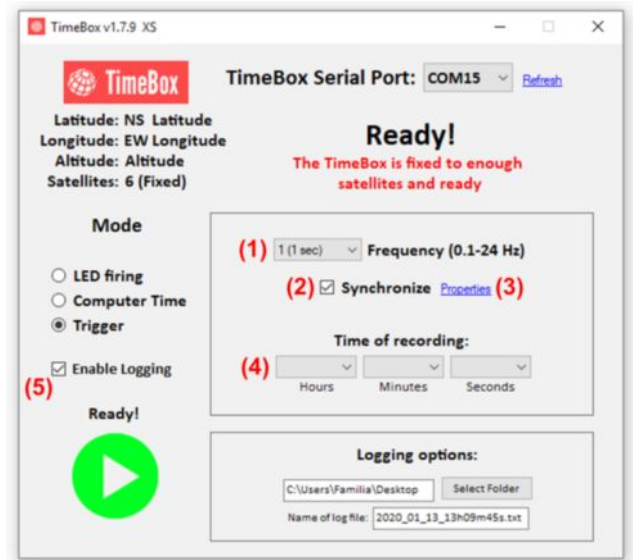 TimeBox v1.7.9 XS
TimeBox
TimeBox Serial Port: COM15 Refresh
Latitude: NS Latitude
Longitude: EW Longitude
Altitude: Altitude
Satellites: 6 (Fixed)
Ready!
The TimeBox is fixed to enough
satellites and ready
Mode
LED firing
Computer Time
Trigger
(5) Enable Logging
Ready!
(1) 1 (1 sec) Frequency (0.1-24 Hz)
(2) Synchronize Properties (3)
Time of recording:
(4)
Hours Minutes Seconds
Logging options:
C:\Users\Familia\Desktop Select Folder
Name of log file: 2020_01_13_13h09m45s.txt